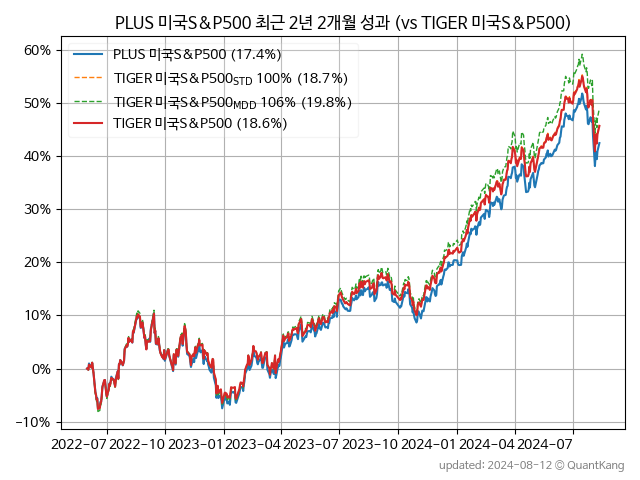 PLUS 미국S&P500 최근 2년 2개월 성과 (vs TIGER 미국S&P500)
60%
50%
40%
30%
20%
10%
0%
−10%
PLUS 미국S&P500 (17.4%)
TIGER 미국S&P500STD 100% (18.7%)
TIGER 미국S&P500MDD 106% (19.8%)
TIGER 미국S&P500 (18.6%)
2022-07 2022-10 2023-01 2023-04 2023-07 2023-10 2024-01 2024-04 2024-07
updated: 2024-08-12 © QuantKang